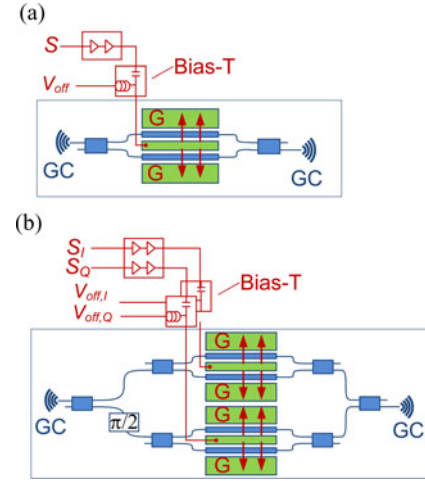 (a)
S
V_off
Bias-T
G
G
GC
GC
(b)
S_I
S_Q
V_off,I
V_off,Q
Bias-T
G
G
G
G
GC
π/2
GC